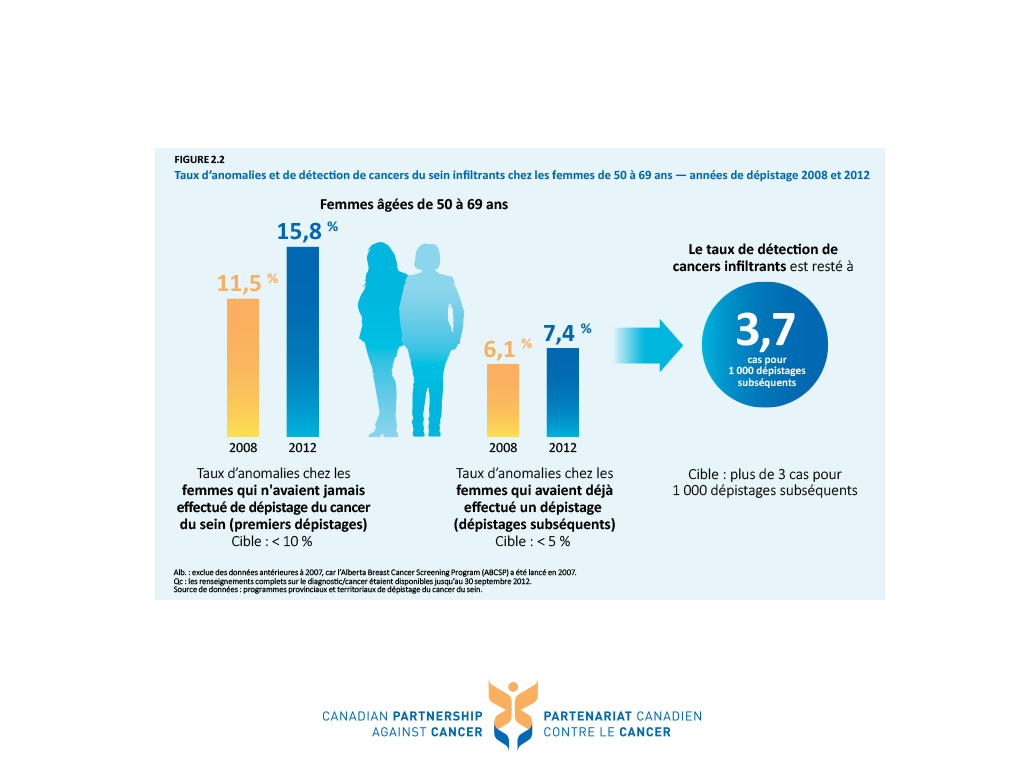 FIGURE 2.2
Taux d'anomalies et de détection de cancers du sein infiltrants chez les femmes de 50 à 69 ans — années de dépistage 2008 et 2012
Femmes âgées de 50 à 69 ans
11,5 %
15,8 %
2008
2012
Taux d'anomalies chez les
femmes qui n'avaient jamais
effectué de dépistage du cancer
du sein (premiers dépistages)
Cible : < 10 %
6,1 %
7,4 %
2008
2012
Taux d'anomalies chez les
femmes qui avaient déjà
effectué un dépistage
(dépistages subséquents)
Cible : < 5 %
Le taux de détection de
cancers infiltrants est resté à
3,7
cas pour
1 000 dépistages
subséquents
Cible : plus de 3 cas pour
1 000 dépistages subséquents
Alb. : exclue des données antérieures à 2007, car l'Alberta Breast Cancer Screening Program (ABCSP) a été lancé en 2007.
Qc : les renseignements complets sur le diagnostic/cancer étaient disponibles jusqu'au 30 septembre 2012.
Source de données : programmes provinciaux et territoriaux de dépistage du cancer du sein.
CANADIAN PARTNERSHIP
AGAINST CANCER
PARTENARIAT CANADIEN
CONTRE LE CANCER